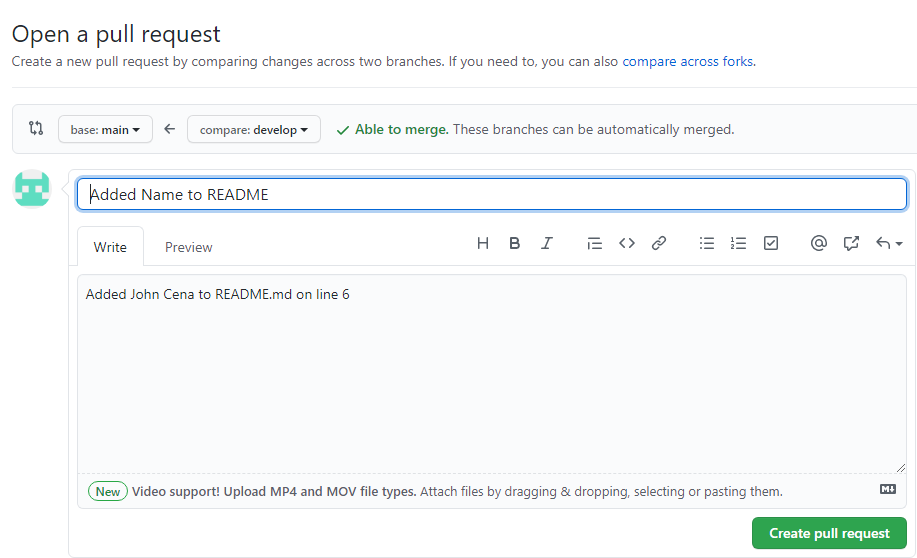 Open a pull request
Create a new pull request by comparing changes across two branches. If you need to, you can also compare across forks.
base: main compare: develop Able to merge. These branches can be automatically merged.
Added Name to README
Write Preview
Added John Cena to README.md on line 6
New Video support! Upload MP4 and MOV file types. Attach files by dragging & dropping, selecting or pasting them.
Create pull request